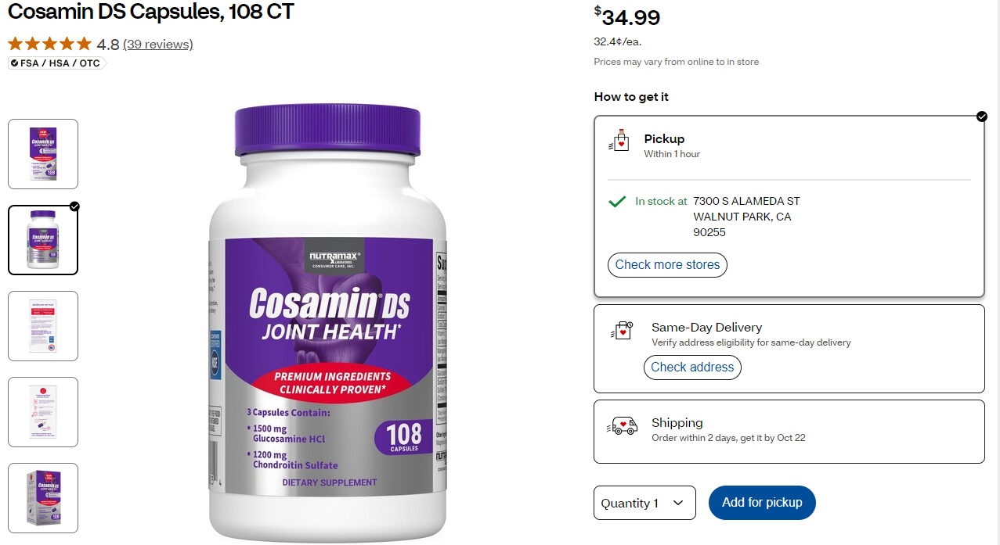 Cosamin DS Capsules, 108 CT
4.8 (39 reviews)
FSA / HSA / OTC
nutramax®
LABORATORIES
CONSUMER CARE, INC.
Cosamin® DS
JOINT HEALTH*
PREMIUM INGREDIENTS
CLINICALLY PROVEN*
3 Capsules Contain:
• 1500 mg
Glucosamine HCl
• 1200 mg
Chondroitin Sulfate
108
CAPSULES
DIETARY SUPPLEMENT
NSF
$34.99
32.4¢/ea.
Prices may vary from online to in store
How to get it
Pickup
Within 1 hour
In stock at 7300 S ALAMEDA ST
WALNUT PARK, CA
90255
Check more stores
Same-Day Delivery
Verify address eligibility for same-day delivery
Check address
Shipping
Order within 2 days, get it by Oct 22
Quantity 1
Add for pickup